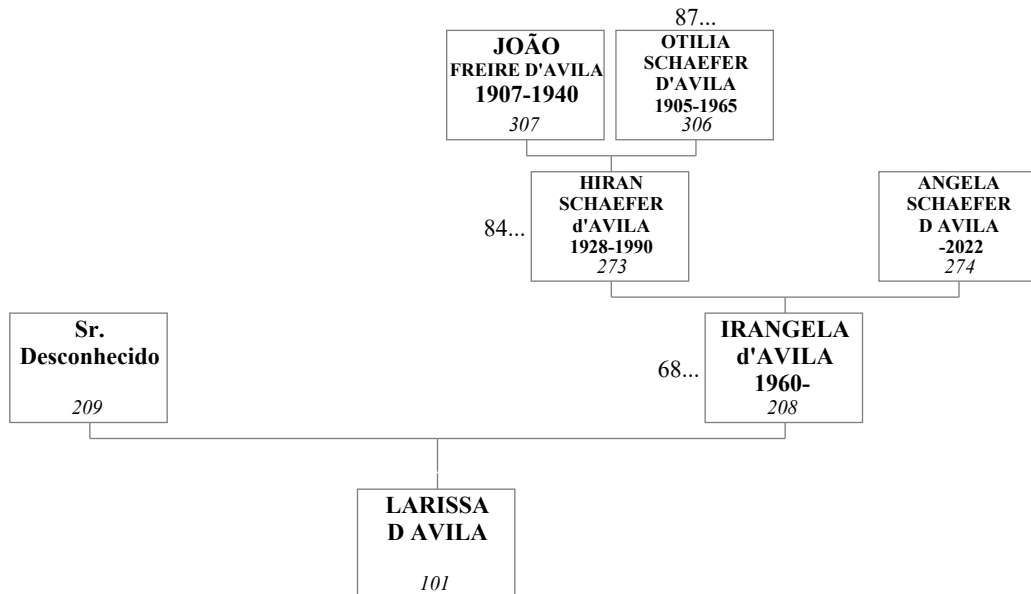 87...
JOÃO
FREIRE D'AVILA
1907-1940
307
OTILIA
SCHAEFER
D'AVILA
1905-1965
306
84...
HIRAN
SCHAEFER
d'AVILA
1928-1990
273
ANGELA
SCHAEFER
D AVILA
-2022
274
Sr.
Desconhecido
209
68...
IRANGELA
d'AVILA
1960-
208
LARISSA
D AVILA
101